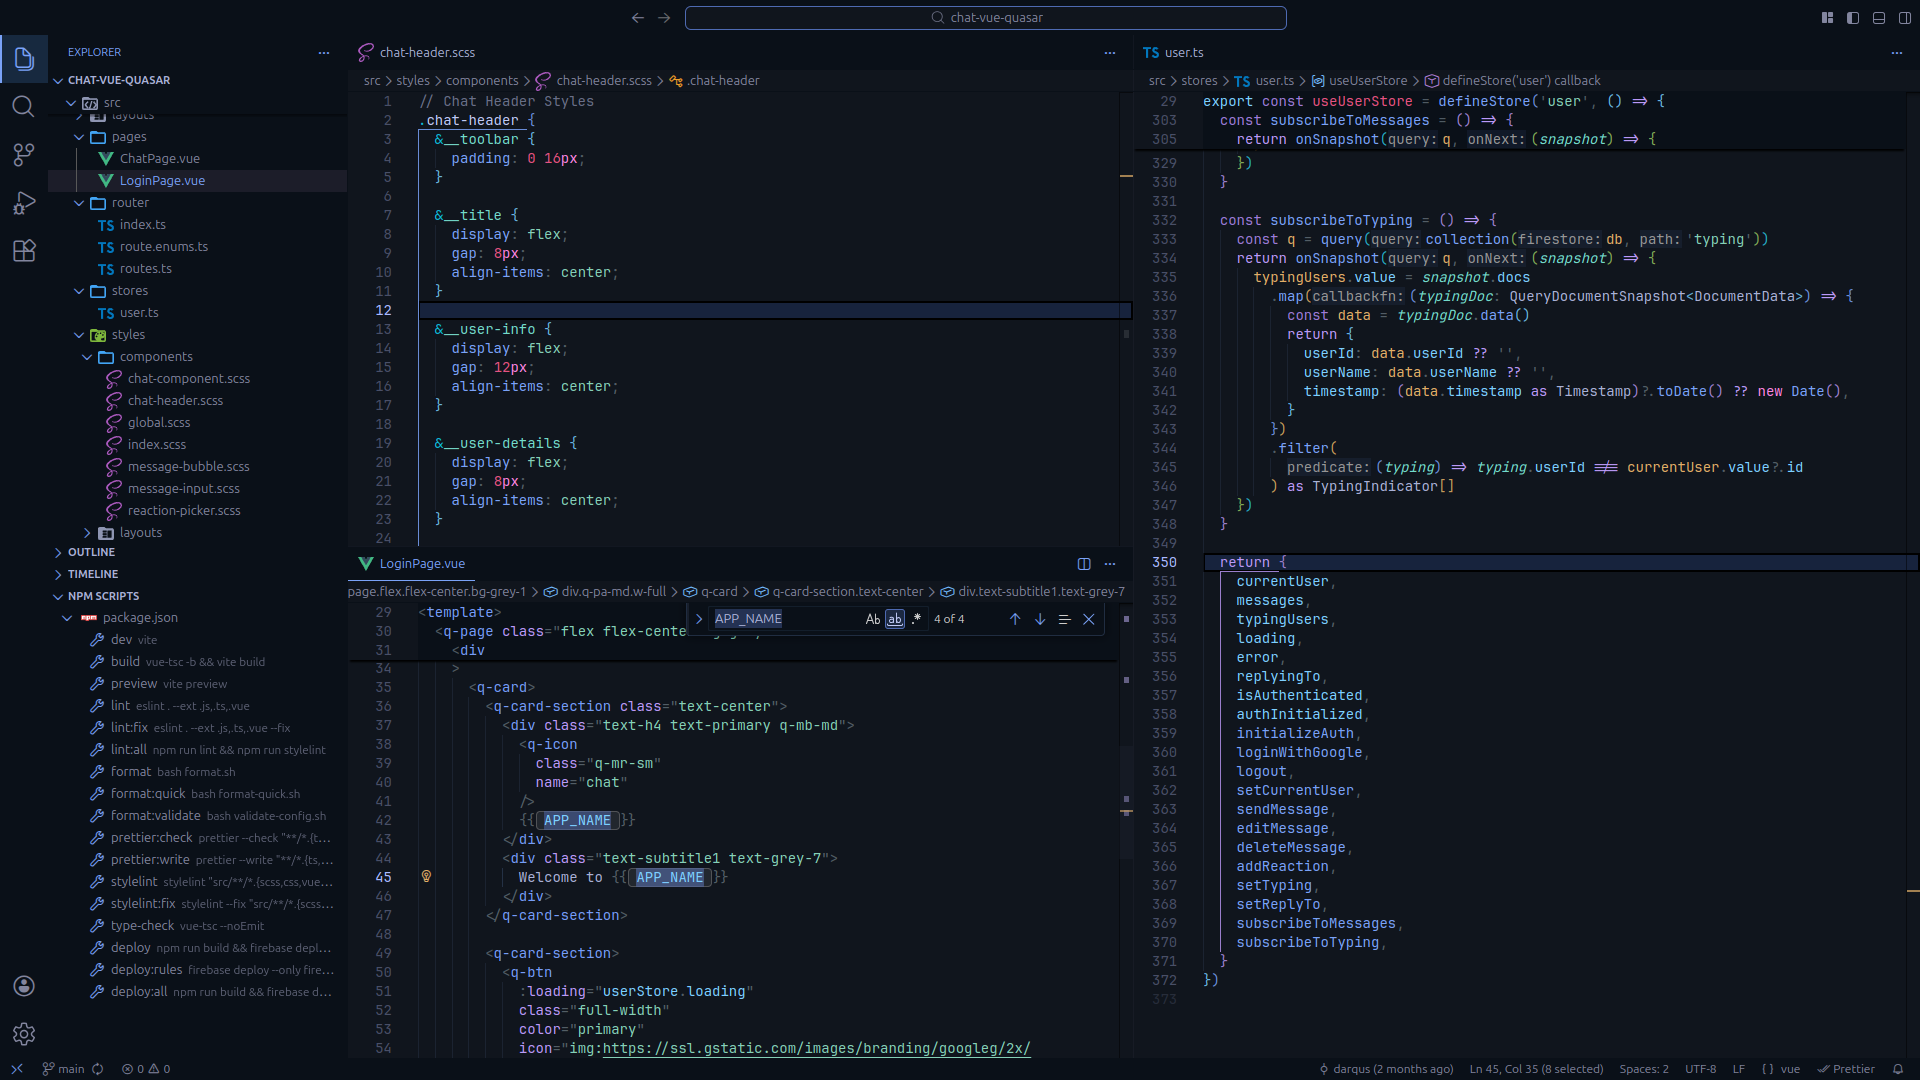 chat-vue-quasar
EXPLORER
CHAT-VUE-QUASAR
src
layouts
pages
ChatPage.vue
LoginPage.vue
router
TS index.ts
TS route.enums.ts
TS routes.ts
stores
TS user.ts
styles
components
chat-component.scss
chat-header.scss
global.scss
index.scss
message-bubble.scss
message-input.scss
reaction-picker.scss
layouts
OUTLINE
TIMELINE
NPM SCRIPTS
package.json
dev vite
build vue-tsc -b && vite build
preview vite preview
lint eslint . --ext .js,.ts,.vue
lint:fix eslint . --ext .js,.ts,.vue --fix
lint:all npm run lint && npm run stylelint
format bash format.sh
format:quick bash format-quick.sh
format:validate bash validate-config.sh
prettier:check prettier --check "**/*.{t...
prettier:write prettier --write "**/*.{ts,...
stylelint stylelint "src/**/*.{scss,css,vue...
stylelint:fix stylelint --fix "src/**/*.{scss...
type-check vue-tsc --noEmit
deploy npm run build && firebase depl...
deploy:rules firebase deploy --only fire...
deploy:all npm run build && firebase d...
chat-header.scss
src > styles > components > chat-header.scss > .chat-header
1 // Chat Header Styles
2 .chat-header {
3 &__toolbar {
4 padding: 0 16px;
5 }
6
7 &__title {
8 display: flex;
9 gap: 8px;
10 align-items: center;
11 }
12
13 &__user-info {
14 display: flex;
15 gap: 12px;
16 align-items: center;
17 }
18
19 &__user-details {
20 display: flex;
21 gap: 8px;
22 align-items: center;
23 }
24
LoginPage.vue
page.flex.flex-center.bg-grey-1 > div.q-pa-md.w-full > q-card > q-card-section.text-center > div.text-subtitle1.text-grey-7
APP_NAME Ab ab .* 4 of 4
29 <template>
30 <q-page class="flex flex-cente
31 <div
34 >
35 <q-card>
36 <q-card-section class="text-center">
37 <div class="text-h4 text-primary q-mb-md">
38 <q-icon
39 class="q-mr-sm"
40 name="chat"
41 />
42 {{ APP_NAME }}
43 </div>
44 <div class="text-subtitle1 text-grey-7">
45 Welcome to {{ APP_NAME }}
46 </div>
47 </q-card-section>
48
49 <q-card-section>
50 <q-btn
51 :loading="userStore.loading"
52 class="full-width"
53 color="primary"
54 icon="img:https://ssl.gstatic.com/images/branding/googleg/2x/
TS user.ts
src > stores > TS user.ts > useUserStore > defineStore('user') callback
29 export const useUserStore = defineStore('user', () => {
303 const subscribeToMessages = () => {
305 return onSnapshot(query: q, onNext: (snapshot) => {
329 })
330 }
331
332 const subscribeToTyping = () => {
333 const q = query(query: collection(firestore: db, path: 'typing'))
334 return onSnapshot(query: q, onNext: (snapshot) => {
335 typingUsers.value = snapshot.docs
336 .map(callbackfn: (typingDoc: QueryDocumentSnapshot<DocumentData>) => {
337 const data = typingDoc.data()
338 return {
339 userId: data.userId ?? '',
340 userName: data.userName ?? '',
341 timestamp: (data.timestamp as Timestamp)?.toDate() ?? new Date(),
342 }
343 })
344 .filter(
345 predicate: (typing) => typing.userId !== currentUser.value?.id
346 ) as TypingIndicator[]
347 })
348 }
349
350 return {
351 currentUser,
352 messages,
353 typingUsers,
354 loading,
355 error,
356 replyingTo,
357 isAuthenticated,
358 authInitialized,
359 initializeAuth,
360 loginWithGoogle,
361 logout,
362 setCurrentUser,
363 sendMessage,
364 editMessage,
365 deleteMessage,
366 addReaction,
367 setTyping,
368 setReplyTo,
369 subscribeToMessages,
370 subscribeToTyping,
371 }
372 })
373
main 0 0 darqus (2 months ago) Ln 45, Col 35 (8 selected) Spaces: 2 UTF-8 LF { } vue Prettier